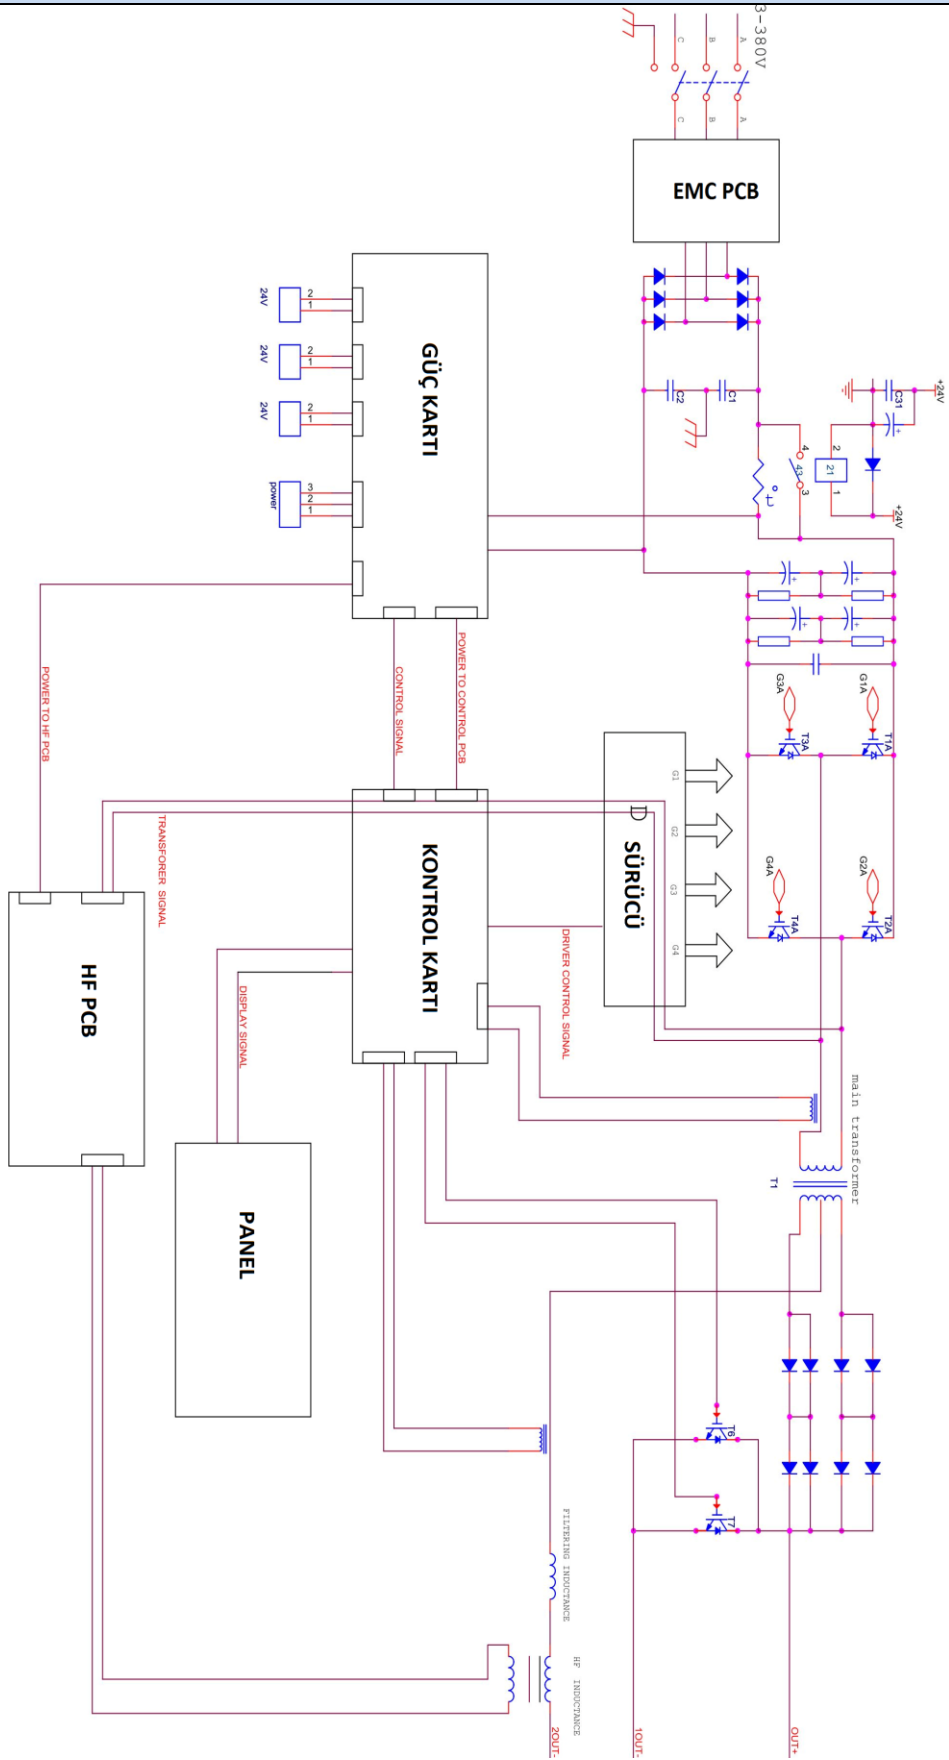 3-380V
C
B
A
C
B
A
EMC PCB
24V
2
1
24V
2
1
24V
2
1
power
3
2
1
GÜÇ KARTI
C2
C1
C31
+24V
4
43
3
2
21
1
+24V
t
POWER TO HF PCB
CONTROL SIGNAL
POWER TO CONTROL PCB
G3A
T3A
G1A
T1A
G4A
T4A
G2A
T2A
G1
G2
G3
G4
D
SÜRÜCÜ
TRANSFORER SIGNAL
KONTROL KARTI
DRIVER CONTROL SIGNAL
DISPLAY SIGNAL
HF PCB
PANEL
main transformer
T1
T6
T7
FILTERING INDUCTANCE
HF INDUCTANCE
2OUT-
1OUT-
OUT+